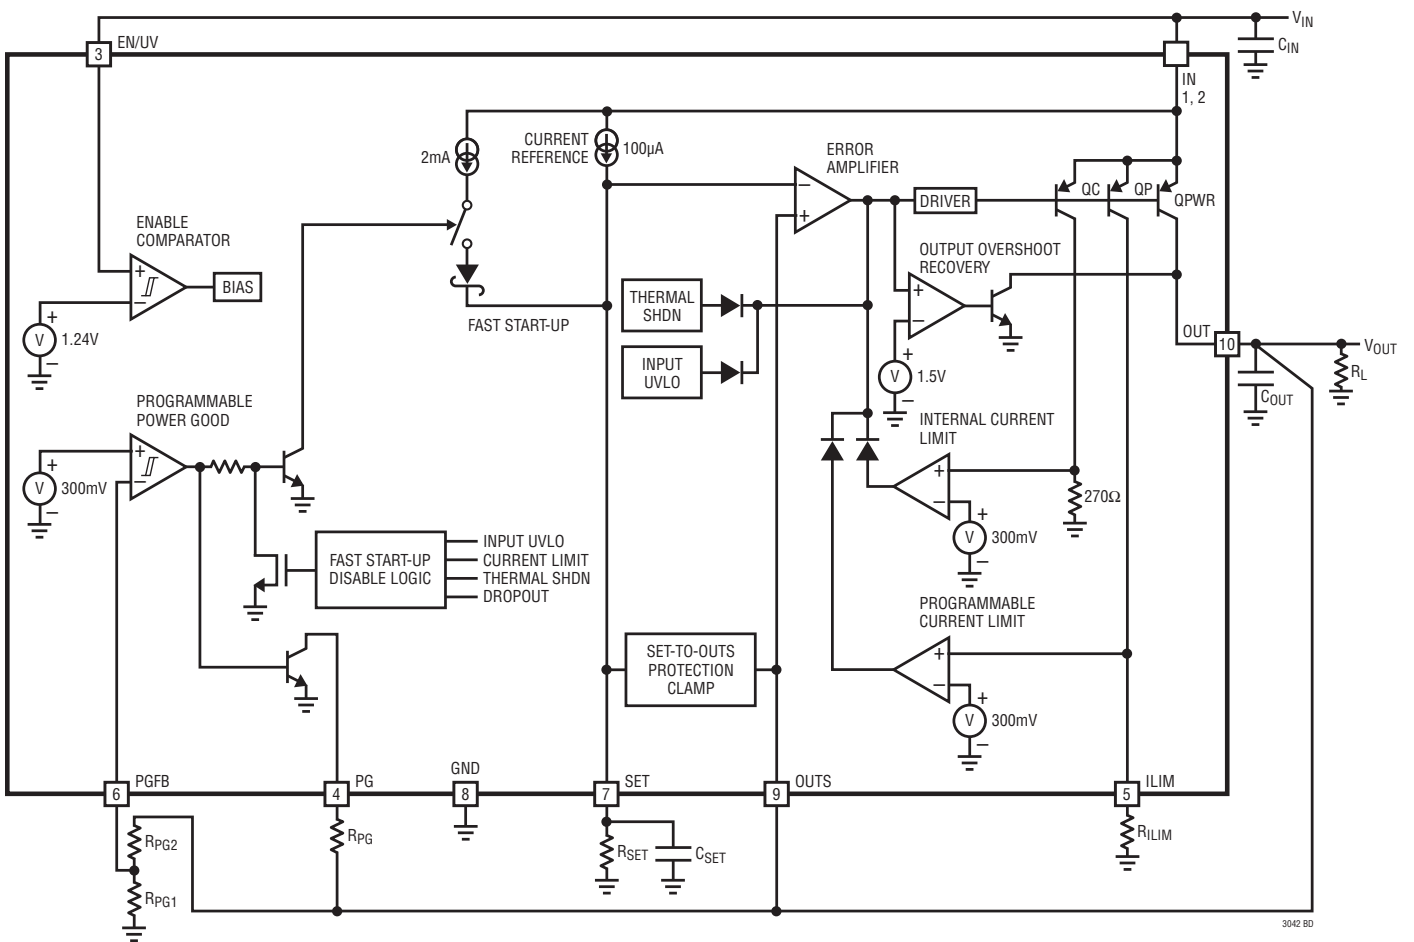 VIN
CIN
3
EN/UV
IN
1, 2
2mA
CURRENT
REFERENCE
100µA
ERROR
AMPLIFIER
–
+
DRIVER
QC
QP
QPWR
ENABLE
COMPARATOR
+
–
BIAS
+
V
–
1.24V
FAST START-UP
THERMAL
SHDN
INPUT
UVLO
OUTPUT OVERSHOOT
RECOVERY
+
–
+
V
–
1.5V
OUT
10
VOUT
COUT
RL
PROGRAMMABLE
POWER GOOD
+
–
+
V
–
300mV
INTERNAL CURRENT
LIMIT
+
–
270Ω
+
V
–
300mV
FAST START-UP
DISABLE LOGIC
INPUT UVLO
CURRENT LIMIT
THERMAL SHDN
DROPOUT
PROGRAMMABLE
CURRENT LIMIT
+
–
+
V
–
300mV
SET-TO-OUTS
PROTECTION
CLAMP
6
PGFB
4
PG
GND
8
7
SET
9
OUTS
5
ILIM
RPG2
RPG1
RPG
RSET
CSET
RILIM
3042 BD